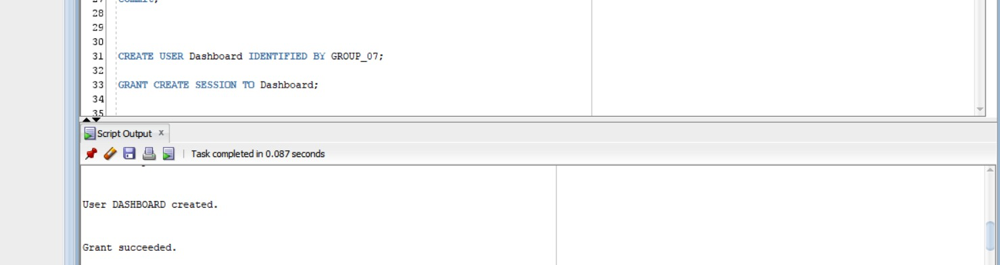 27 Commit;
28
29
30
31 CREATE USER Dashboard IDENTIFIED BY GROUP_07;
32
33 GRANT CREATE SESSION TO Dashboard;
34
35
Script Output x
Task completed in 0.087 seconds
User DASHBOARD created.
Grant succeeded.